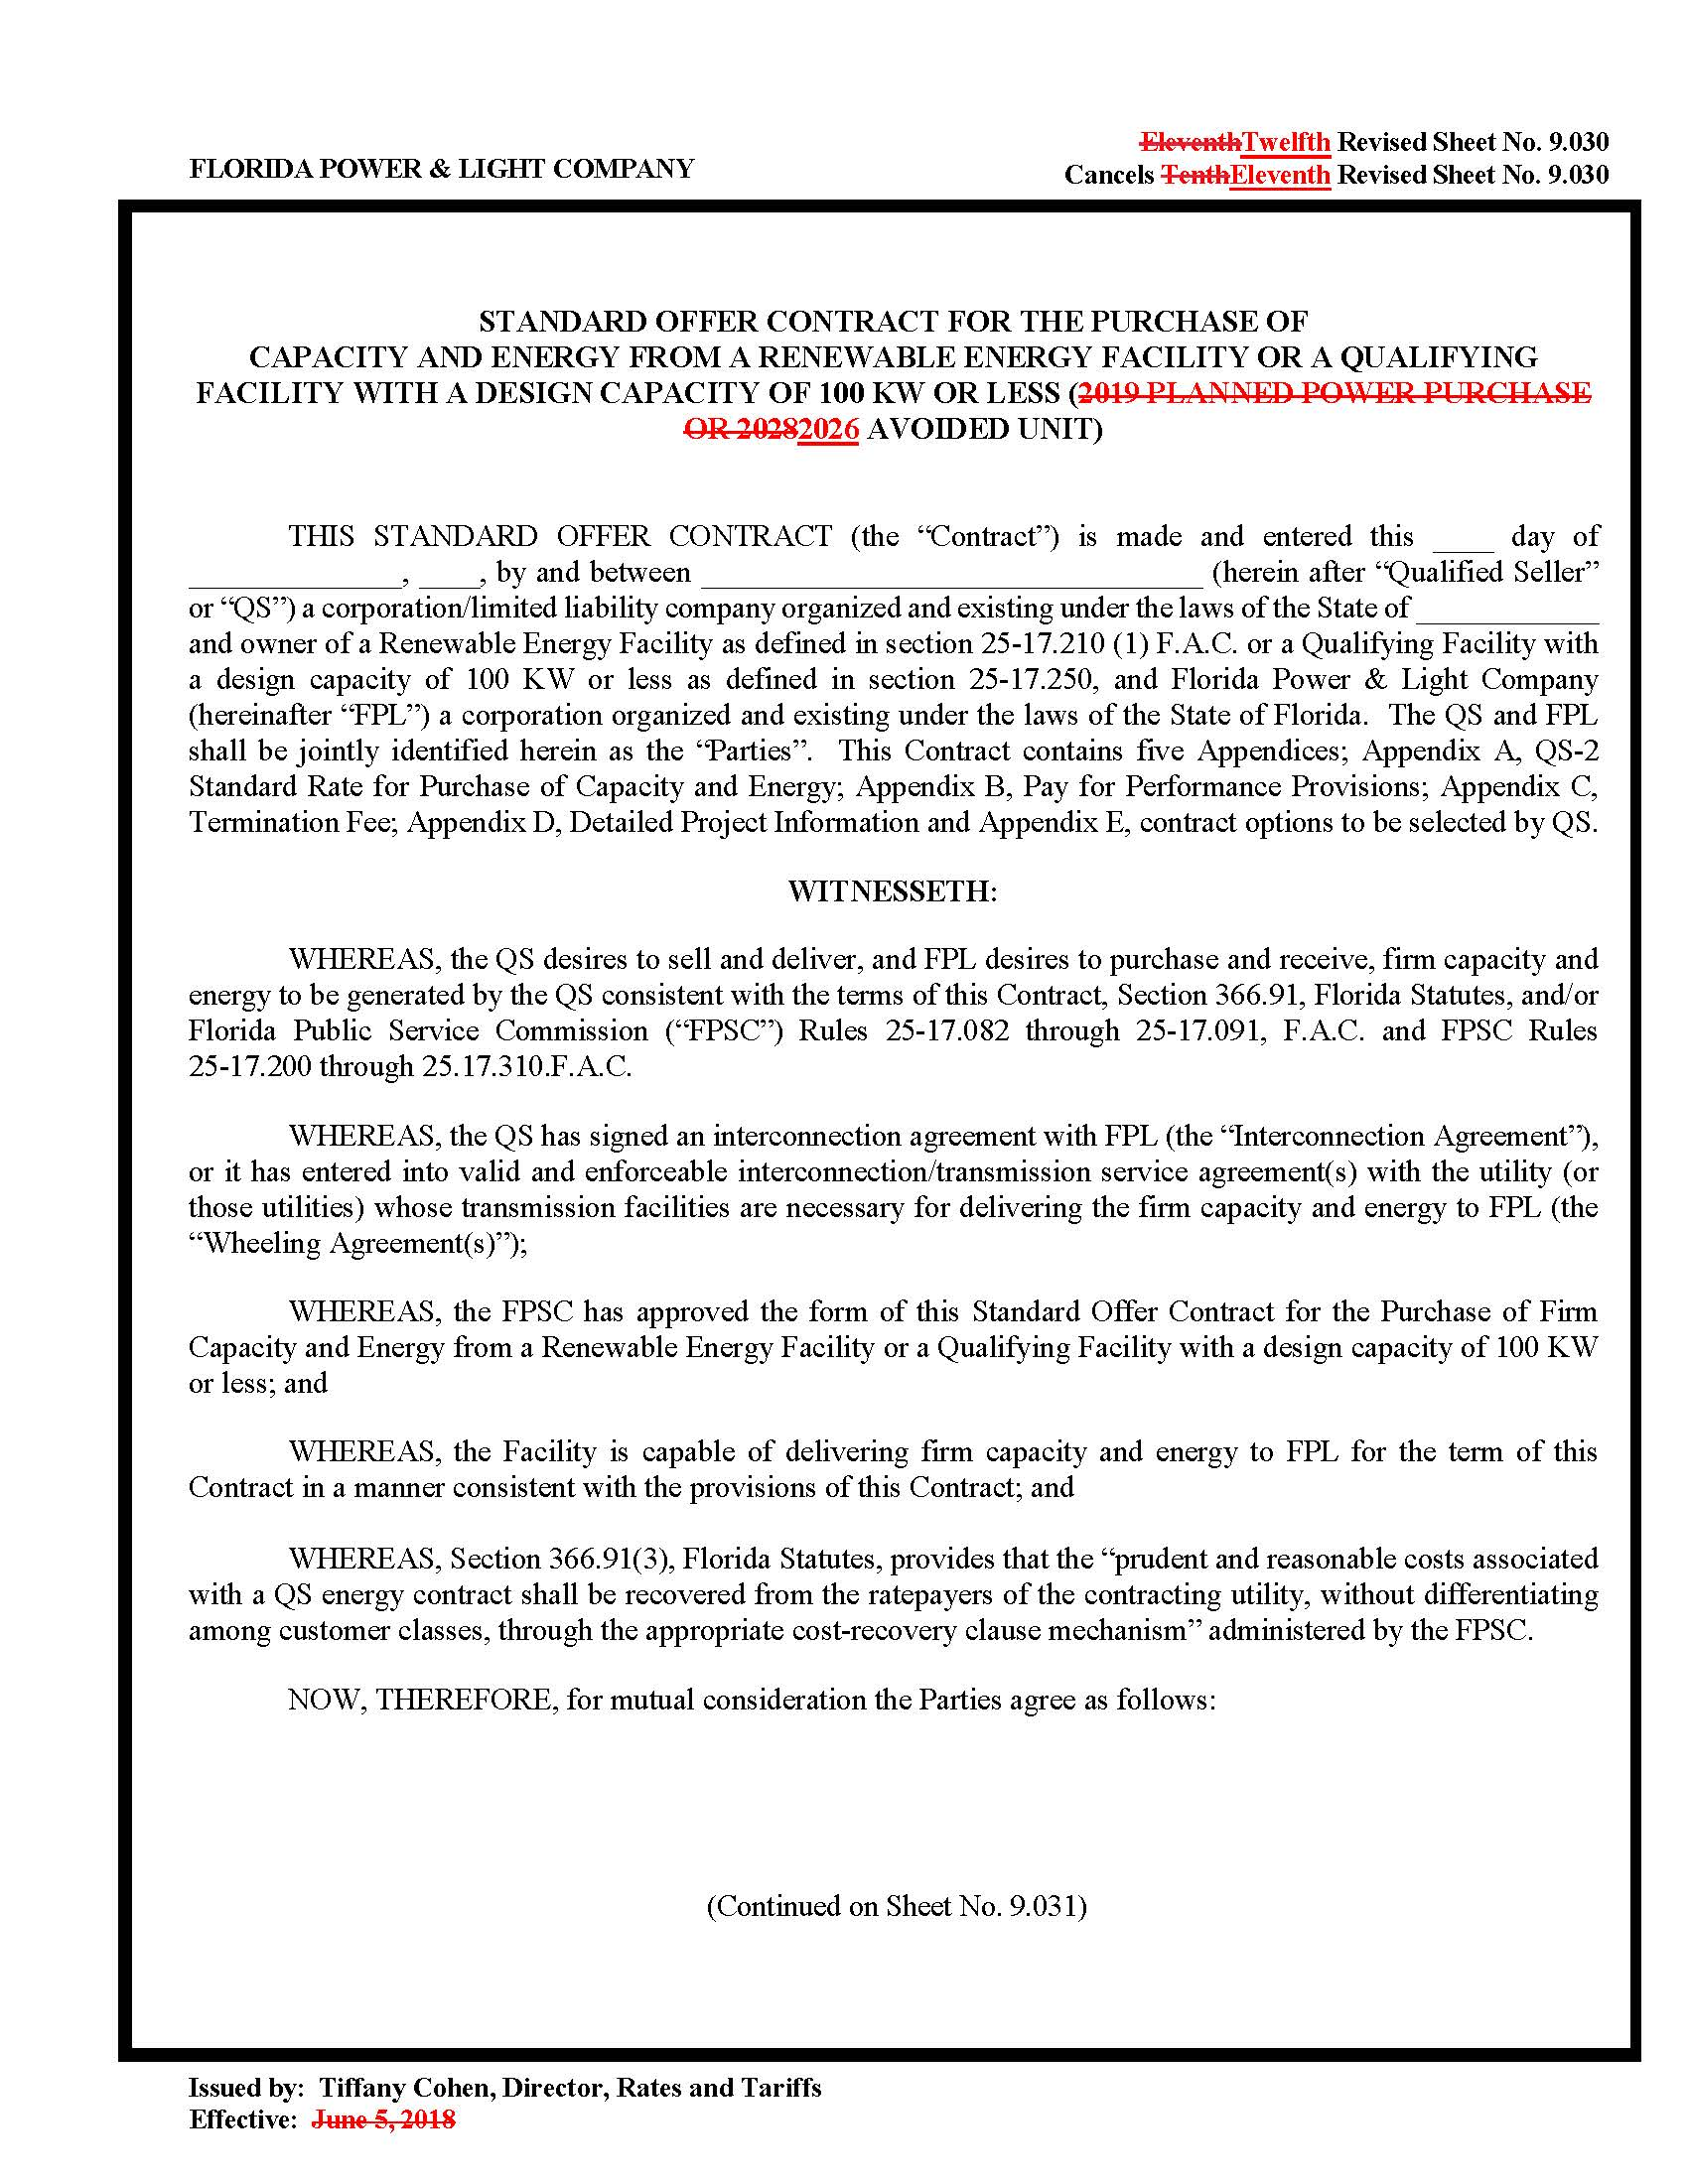 FLORIDA POWER & LIGHT COMPANY
EleventhTwelfth Revised Sheet No. 9.030
Cancels TenthEleventh Revised Sheet No. 9.030
STANDARD OFFER CONTRACT FOR THE PURCHASE OF
CAPACITY AND ENERGY FROM A RENEWABLE ENERGY FACILITY OR A QUALIFYING
FACILITY WITH A DESIGN CAPACITY OF 100 KW OR LESS (2019 PLANNED POWER PURCHASE
OR 20282026 AVOIDED UNIT)
THIS STANDARD OFFER CONTRACT (the “Contract”) is made and entered this ____ day of
______________, ____, by and between _________________________________ (herein after “Qualified Seller”
or “QS”) a corporation/limited liability company organized and existing under the laws of the State of ____________
and owner of a Renewable Energy Facility as defined in section 25-17.210 (1) F.A.C. or a Qualifying Facility with
a design capacity of 100 KW or less as defined in section 25-17.250, and Florida Power & Light Company
(hereinafter “FPL”) a corporation organized and existing under the laws of the State of Florida. The QS and FPL
shall be jointly identified herein as the “Parties”. This Contract contains five Appendices; Appendix A, QS-2
Standard Rate for Purchase of Capacity and Energy; Appendix B, Pay for Performance Provisions; Appendix C,
Termination Fee; Appendix D, Detailed Project Information and Appendix E, contract options to be selected by QS.
WITNESSETH:
WHEREAS, the QS desires to sell and deliver, and FPL desires to purchase and receive, firm capacity and
energy to be generated by the QS consistent with the terms of this Contract, Section 366.91, Florida Statutes, and/or
Florida Public Service Commission (“FPSC”) Rules 25-17.082 through 25-17.091, F.A.C. and FPSC Rules
25-17.200 through 25.17.310.F.A.C.
WHEREAS, the QS has signed an interconnection agreement with FPL (the “Interconnection Agreement”),
or it has entered into valid and enforceable interconnection/transmission service agreement(s) with the utility (or
those utilities) whose transmission facilities are necessary for delivering the firm capacity and energy to FPL (the
“Wheeling Agreement(s)”);
WHEREAS, the FPSC has approved the form of this Standard Offer Contract for the Purchase of Firm
Capacity and Energy from a Renewable Energy Facility or a Qualifying Facility with a design capacity of 100 KW
or less; and
WHEREAS, the Facility is capable of delivering firm capacity and energy to FPL for the term of this
Contract in a manner consistent with the provisions of this Contract; and
WHEREAS, Section 366.91(3), Florida Statutes, provides that the “prudent and reasonable costs associated
with a QS energy contract shall be recovered from the ratepayers of the contracting utility, without differentiating
among customer classes, through the appropriate cost-recovery clause mechanism” administered by the FPSC.
NOW, THEREFORE, for mutual consideration the Parties agree as follows:
(Continued on Sheet No. 9.031)
Issued by: Tiffany Cohen, Director, Rates and Tariffs
Effective: June 5, 2018